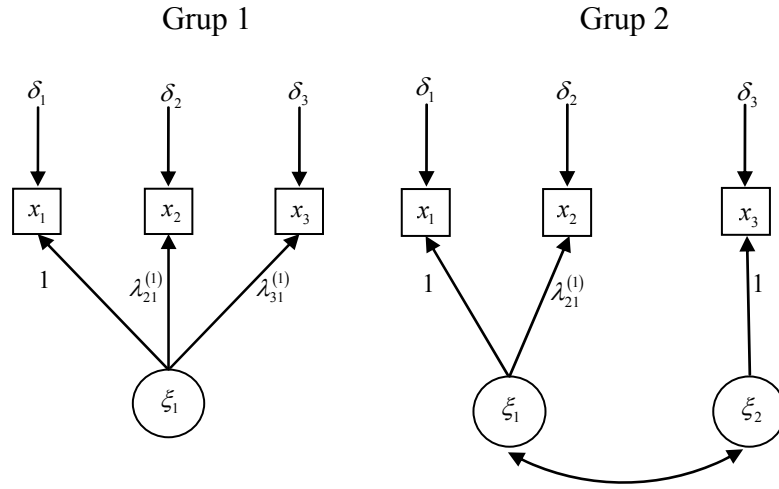 Grup 1 Grup 2
δ₁ δ₂ δ₃ δ₁ δ₂ δ₃
x₁ x₂ x₃ x₁ x₂ x₃
1 λ₂₁⁽¹⁾ λ₃₁⁽¹⁾ 1 λ₂₁⁽¹⁾ 1
ξ₁ ξ₁ ξ₂